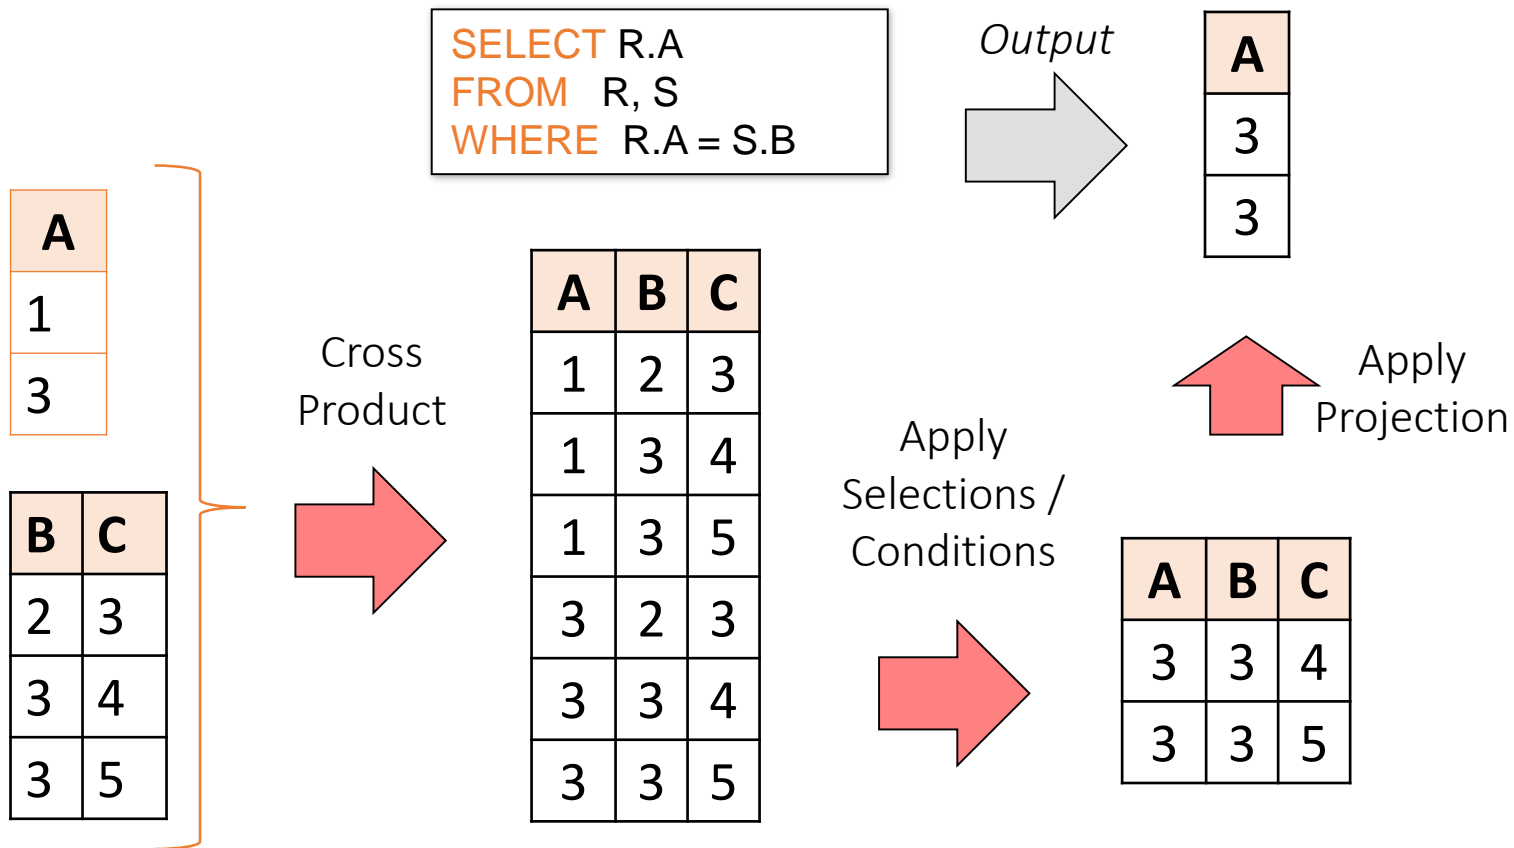 SELECT R.A
FROM R, S
WHERE R.A = S.B
Output
A
3
3
A
1
3
B C
2 3
3 4
3 5
Cross
Product
A B C
1 2 3
1 3 4
1 3 5
3 2 3
3 3 4
3 3 5
Apply
Selections /
Conditions
A B C
3 3 4
3 3 5
Apply
Projection